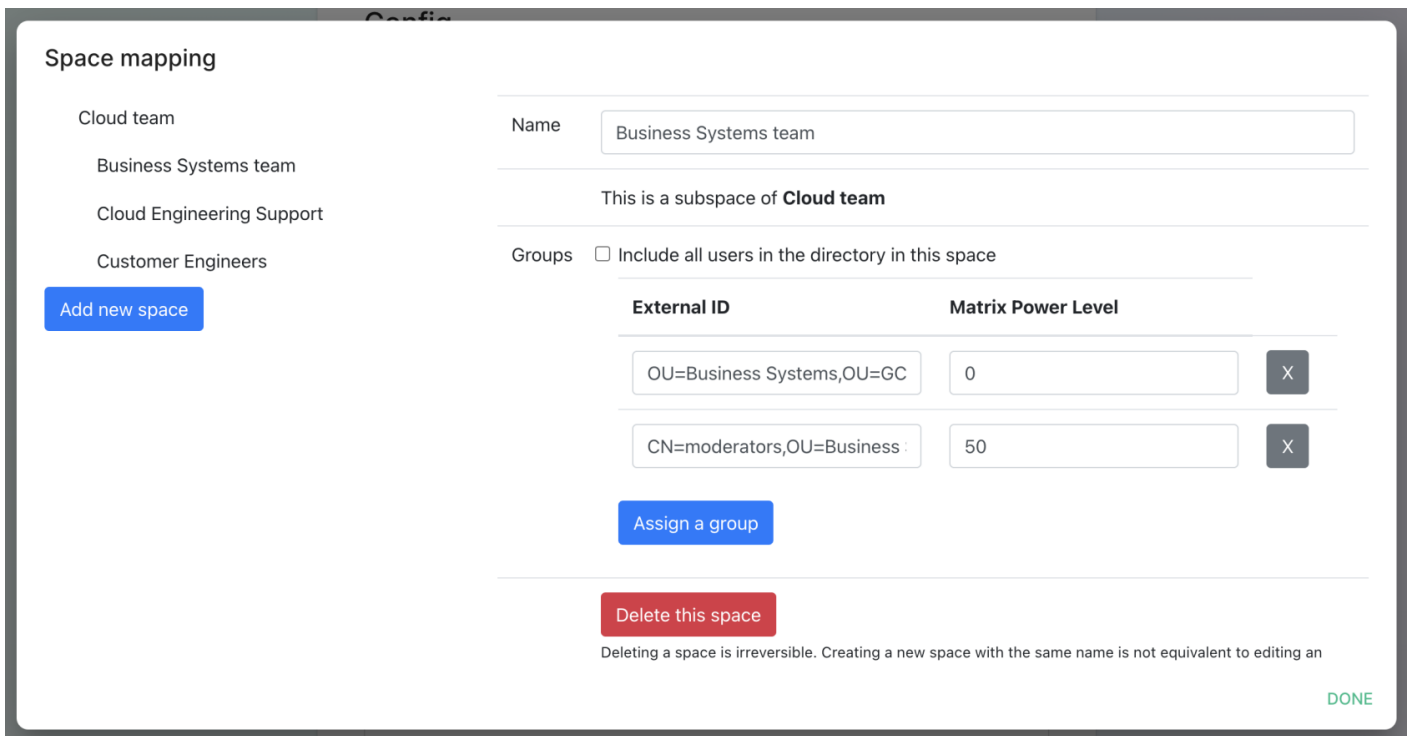 Config
Space mapping
Cloud team
Business Systems team
Cloud Engineering Support
Customer Engineers
Add new space
Name
Business Systems team
This is a subspace of Cloud team
Groups
Include all users in the directory in this space
External ID Matrix Power Level
OU=Business Systems,OU=GC 0 X
CN=moderators,OU=Business 50 X
Assign a group
Delete this space
Deleting a space is irreversible. Creating a new space with the same name is not equivalent to editing an
DONE